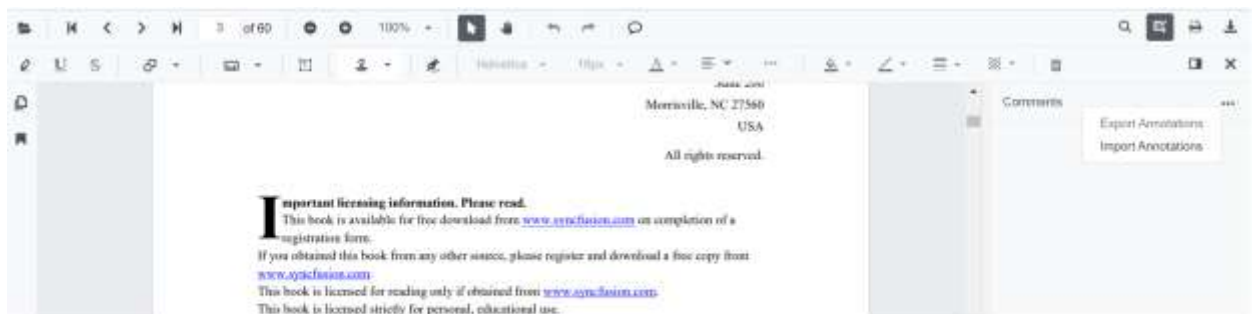 3 of 60 100%
U S Helvetica 16px
Morrisville, NC 27560
USA
All rights reserved.
Important licensing information. Please read.
This book is available for free download from www.syncfusion.com on completion of a
registration form.
If you obtained this book from any other source, please register and download a free copy from
www.syncfusion.com.
This book is licensed for reading only if obtained from www.syncfusion.com.
This book is licensed strictly for personal, educational use.
Comments
Export Annotations
Import Annotations